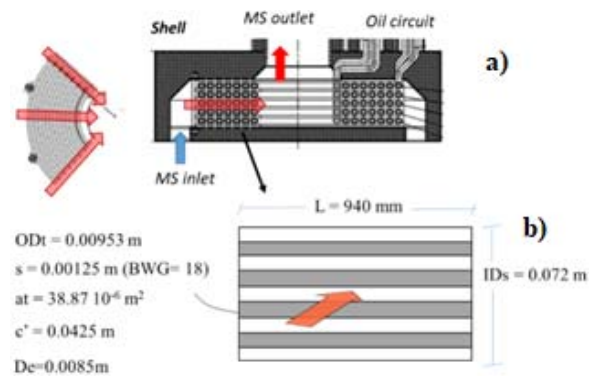 Shell
MS outlet
Oil circuit
a)
MS inlet
L = 940 mm
b)
ODt = 0.00953 m
s = 0.00125 m (BWG= 18)
at = 38.87 10⁻⁶ m²
c’ = 0.0425 m
De=0.0085m
IDs = 0.072 m